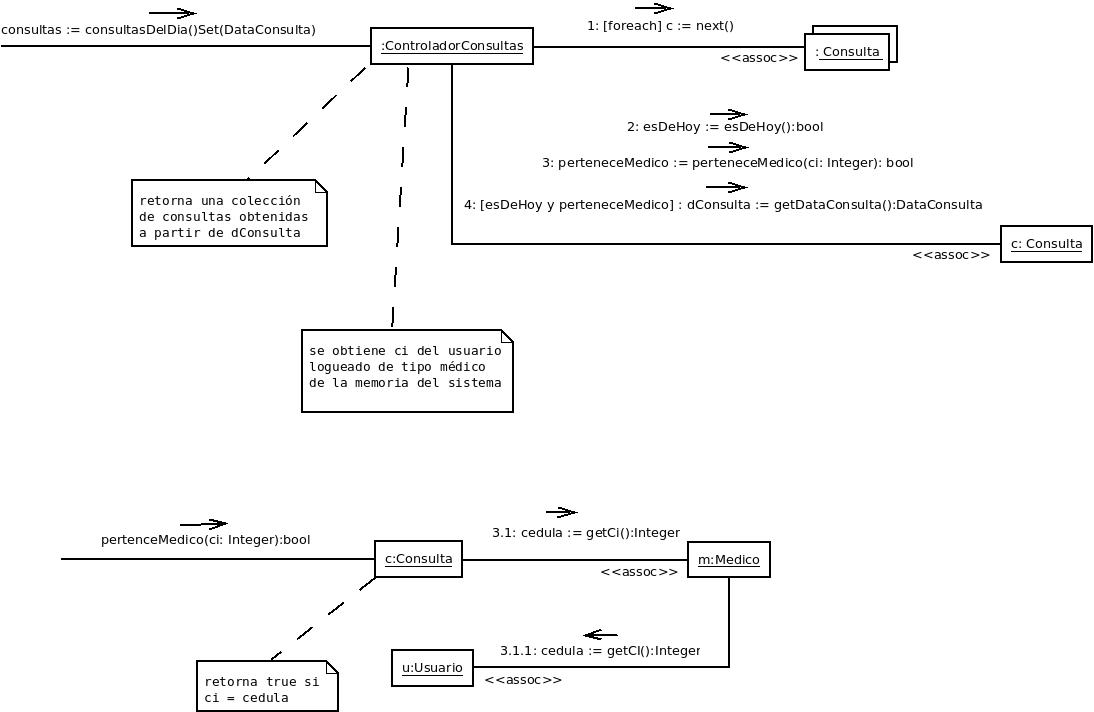 consultas := consultasDelDia()Set(DataConsulta)
:ControladorConsultas
1: [foreach] c := next()
<<assoc>>
: Consulta
2: esDeHoy := esDeHoy():bool
3: perteneceMedico := perteneceMedico(ci: Integer): bool
4: [esDeHoy y perteneceMedico] : dConsulta := getDataConsulta():DataConsulta
<<assoc>>
c: Consulta
retorna una colección
de consultas obtenidas
a partir de dConsulta
se obtiene ci del usuario
logueado de tipo médico
de la memoria del sistema
pertenceMedico(ci: Integer):bool
c:Consulta
3.1: cedula := getCi():Integer
<<assoc>>
m:Medico
3.1.1: cedula := getCI():Integer
u:Usuario
<<assoc>>
retorna true si
ci = cedula